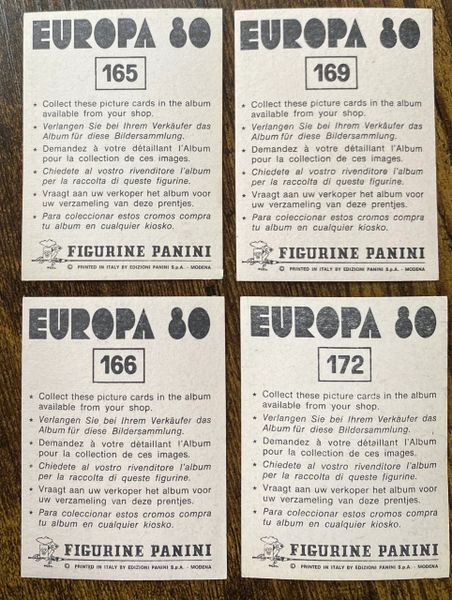 EUROPA 80
165
★ Collect these picture cards in the album
available from your shop.
★ Verlangen Sie bei Ihrem Verkäufer das
Album für diese Bildersammlung.
★ Demandez à votre détaillant l'Album
pour la collection de ces images.
★ Chiedete al vostro rivenditore l'album
per la raccolta di queste figurine.
★ Vraagt aan uw verkoper het album voor
uw verzameling van deze prentjes.
★ Para coleccionar estos cromos compra
tu album en cualquier kiosko.
FIGURINE PANINI
© PRINTED IN ITALY BY EDIZIONI PANINI S.p.A. - MODENA
EUROPA 80
169
★ Collect these picture cards in the album
available from your shop.
★ Verlangen Sie bei Ihrem Verkäufer das
Album für diese Bildersammlung.
★ Demandez à votre détaillant l'Album
pour la collection de ces images.
★ Chiedete al vostro rivenditore l'album
per la raccolta di queste figurine.
★ Vraagt aan uw verkoper het album voor
uw verzameling van deze prentjes.
★ Para coleccionar estos cromos compra
tu album en cualquier kiosko.
FIGURINE PANINI
© PRINTED IN ITALY BY EDIZIONI PANINI S.p.A. - MODENA
EUROPA 80
166
★ Collect these picture cards in the album
available from your shop.
★ Verlangen Sie bei Ihrem Verkäufer das
Album für diese Bildersammlung.
★ Demandez à votre détaillant l'Album
pour la collection de ces images.
★ Chiedete al vostro rivenditore l'album
per la raccolta di queste figurine.
★ Vraagt aan uw verkoper het album voor
uw verzameling van deze prentjes.
★ Para coleccionar estos cromos compra
tu album en cualquier kiosko.
FIGURINE PANINI
© PRINTED IN ITALY BY EDIZIONI PANINI S.p.A. - MODENA
EUROPA 80
172
★ Collect these picture cards in the album
available from your shop.
★ Verlangen Sie bei Ihrem Verkäufer das
Album für diese Bildersammlung.
★ Demandez à votre détaillant l'Album
pour la collection de ces images.
★ Chiedete al vostro rivenditore l'album
per la raccolta di queste figurine.
★ Vraagt aan uw verkoper het album voor
uw verzameling van deze prentjes.
★ Para coleccionar estos cromos compra
tu album en cualquier kiosko.
FIGURINE PANINI
© PRINTED IN ITALY BY EDIZIONI PANINI S.p.A. - MODENA